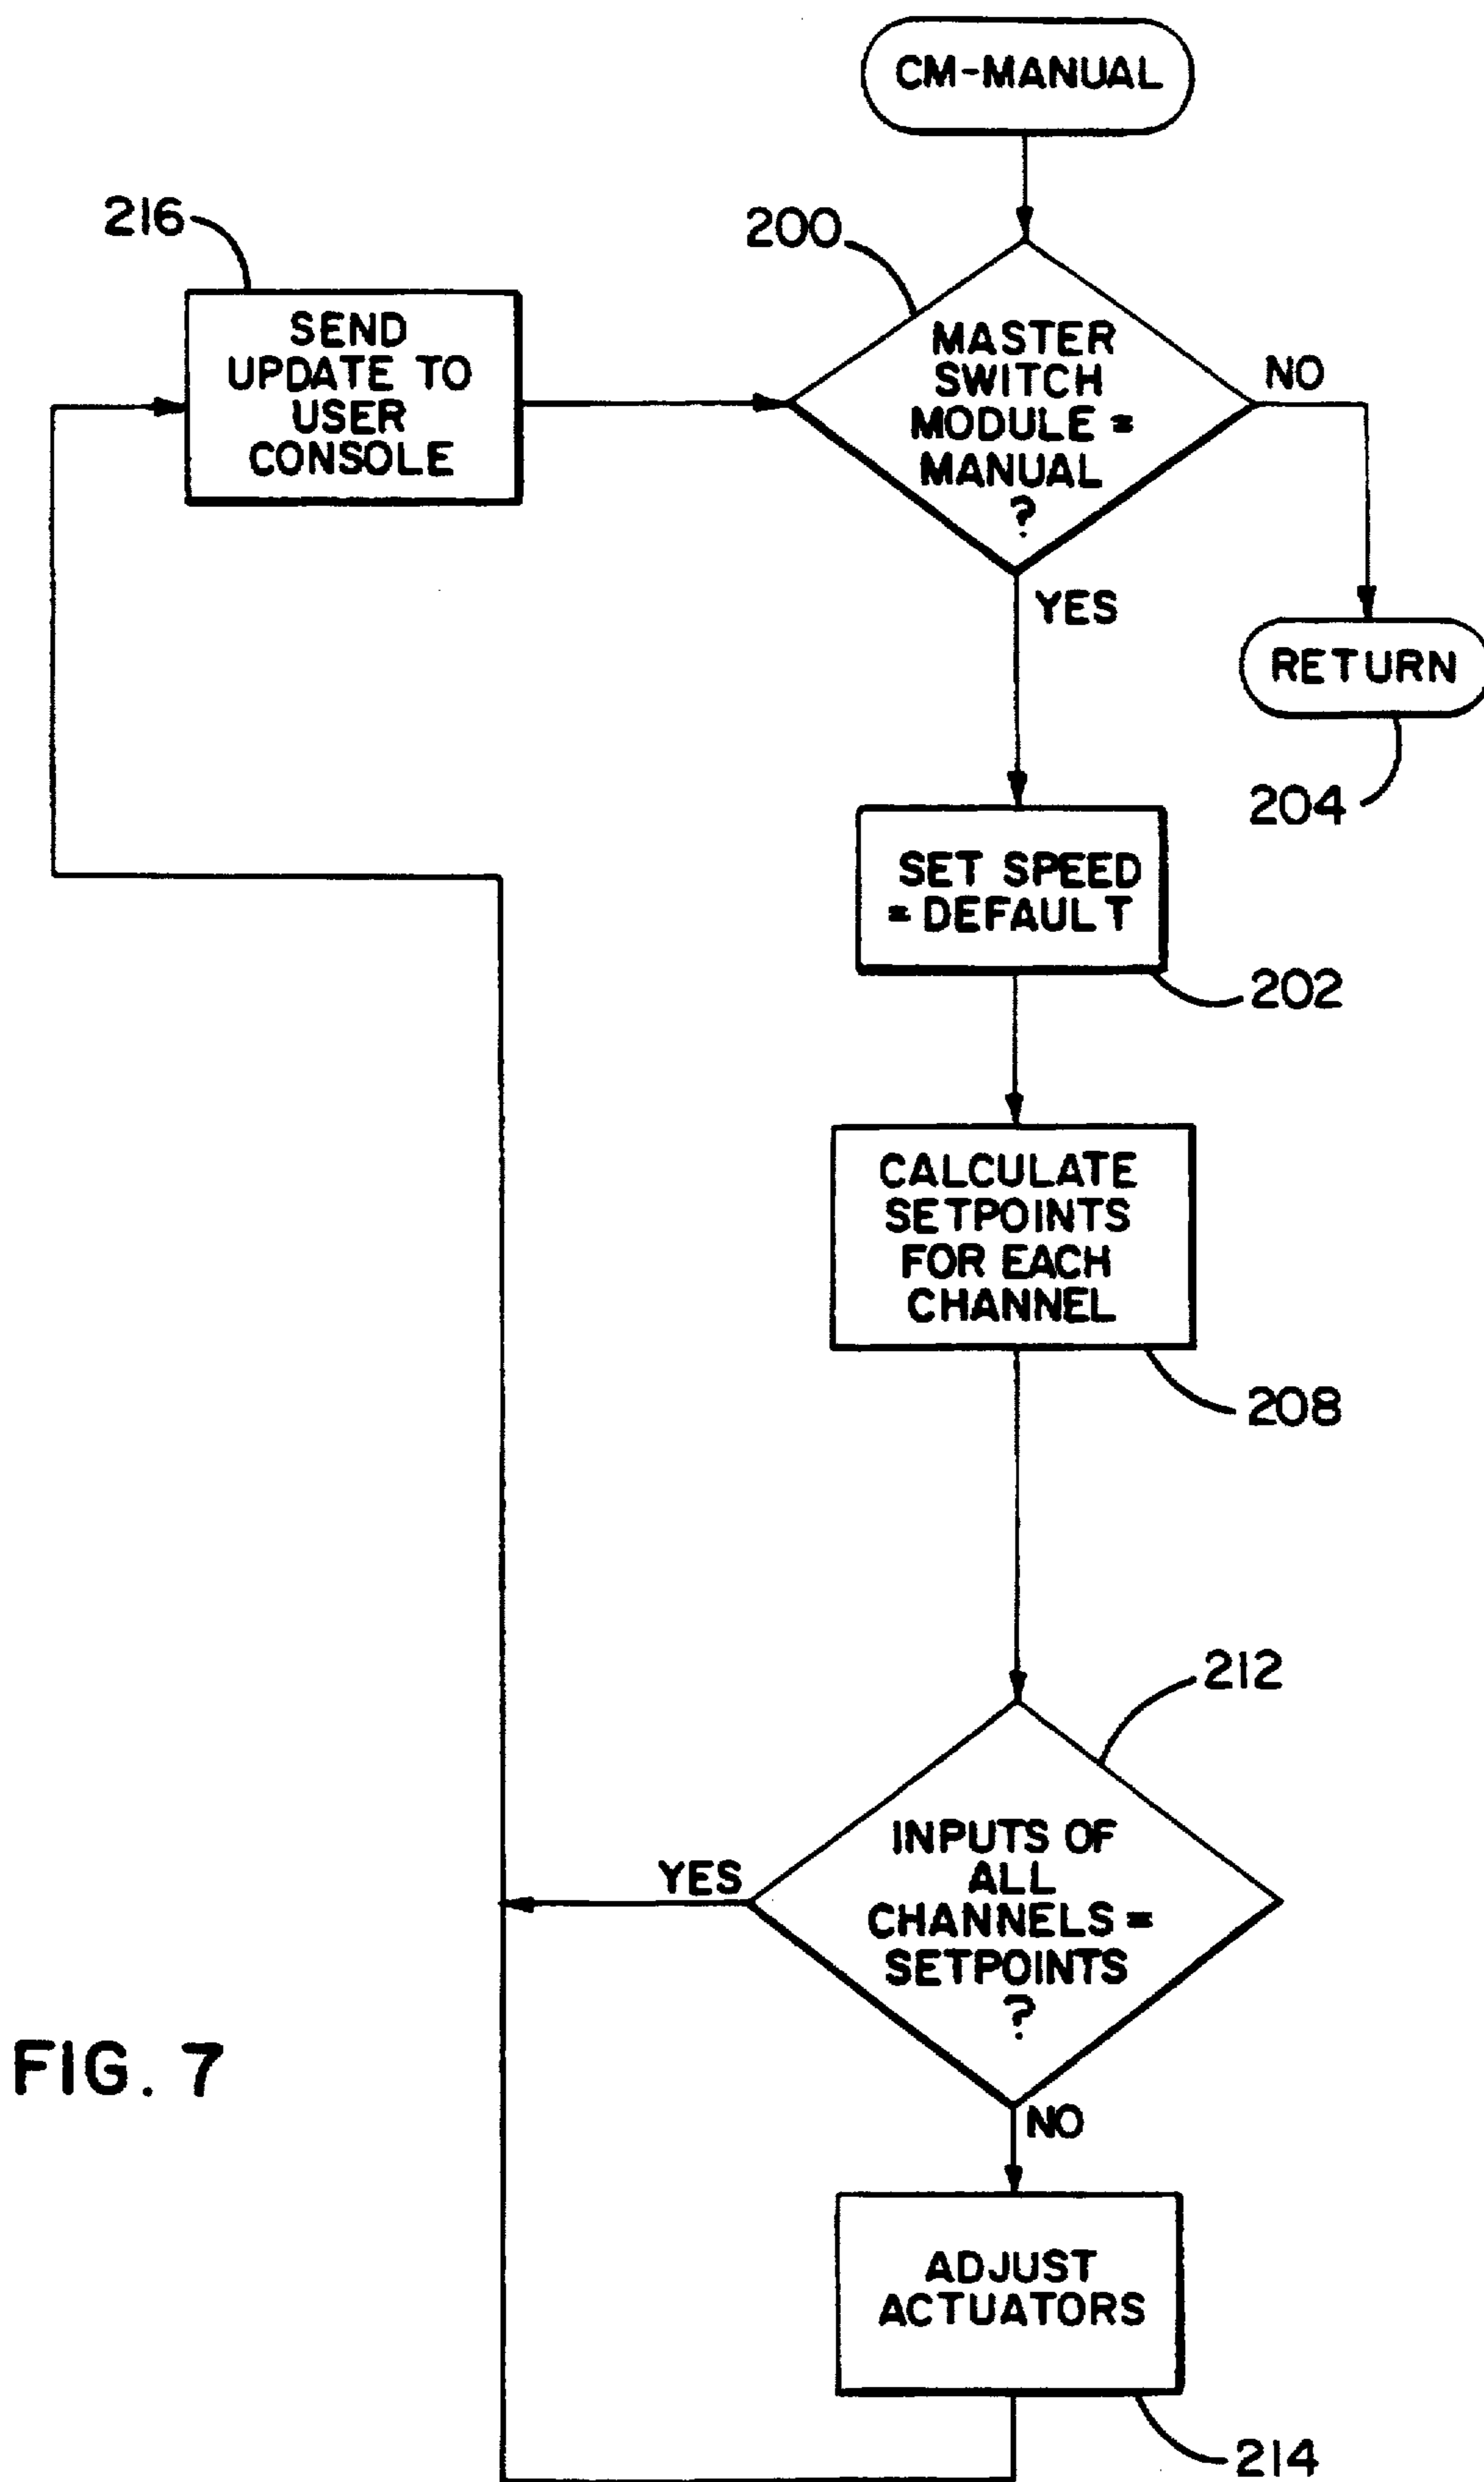 CM-MANUAL
216
200
SEND
UPDATE TO
USER
CONSOLE
MASTER
SWITCH
MODULE =
MANUAL
?
NO
YES
RETURN
204
SET SPEED
= DEFAULT
202
CALCULATE
SETPOINTS
FOR EACH
CHANNEL
208
212
INPUTS OF
ALL
CHANNELS =
SETPOINTS
?
YES
NO
FIG. 7
ADJUST
ACTUATORS
214